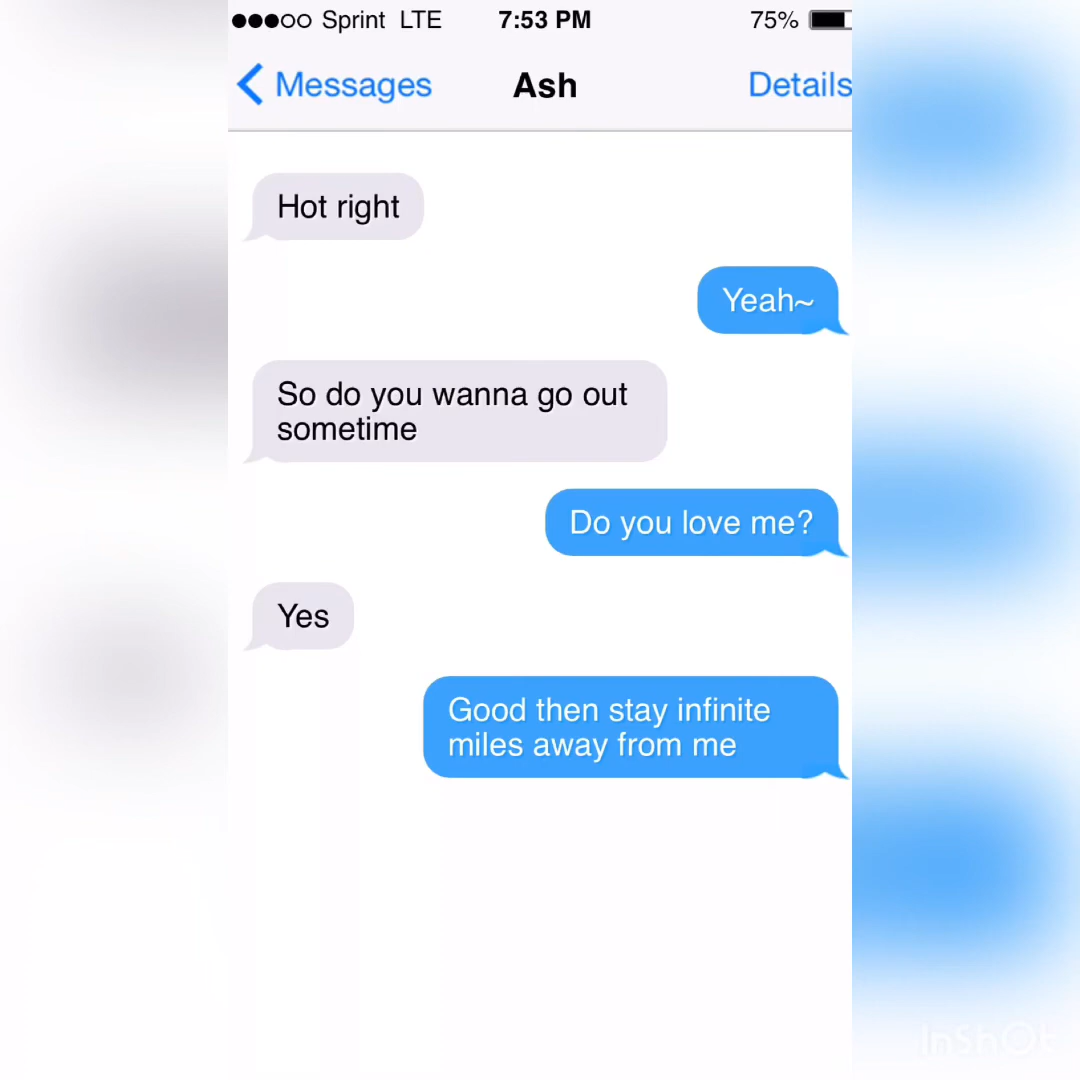 Sprint LTE 7:53 PM 75%
Messages Ash Details
Hot right
Yeah~
So do you wanna go out
sometime
Do you love me?
Yes
Good then stay infinite
miles away from me
InShOt